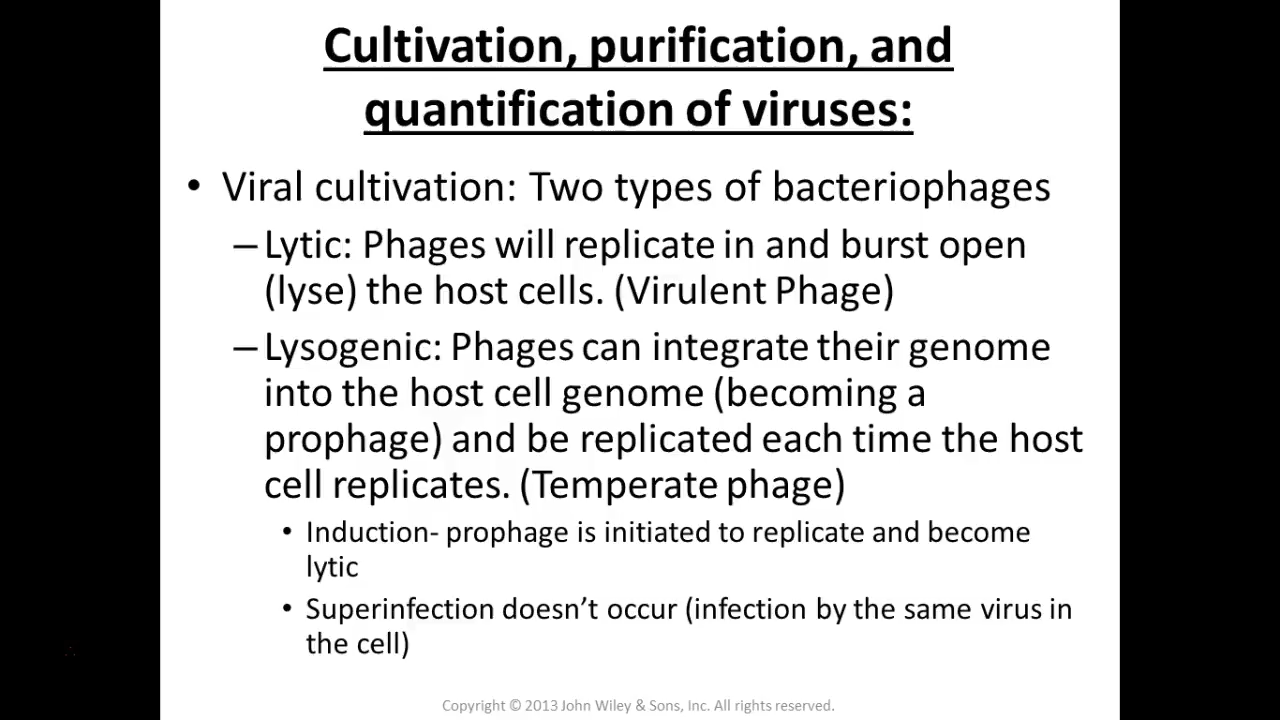 Cultivation, purification, and
quantification of viruses:
• Viral cultivation: Two types of bacteriophages
– Lytic: Phages will replicate in and burst open
(lyse) the host cells. (Virulent Phage)
– Lysogenic: Phages can integrate their genome
into the host cell genome (becoming a
prophage) and be replicated each time the host
cell replicates. (Temperate phage)
• Induction- prophage is initiated to replicate and become
lytic
• Superinfection doesn’t occur (infection by the same virus in
the cell)
Copyright © 2013 John Wiley & Sons, Inc. All rights reserved.